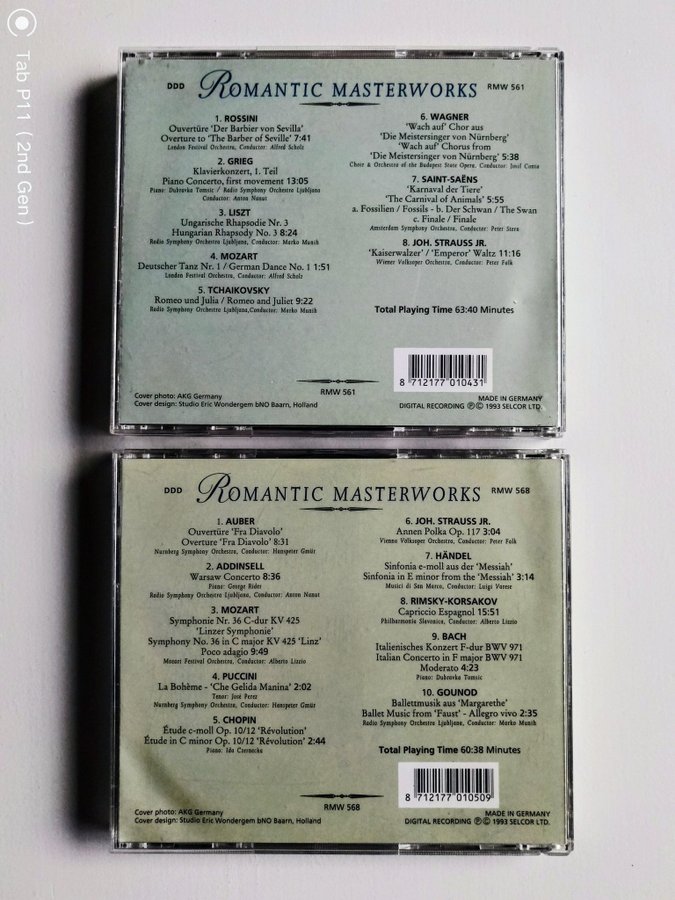 Tab P11 (2nd Gen)
DDD ROMANTIC MASTERWORKS RMW 561
1. ROSSINI
Ouvertüre 'Der Barbier von Sevilla'
Overture to 'The Barber of Seville' 7:41
London Festival Orchestra, Conductor: Alfred Scholz
2. GRIEG
Klavierkonzert, 1. Teil
Piano Concerto, first movement 13:05
Piano: Dubravka Tomsic / Radio Symphony Orchestra Ljubljana
Conductor: Anton Nanut
3. LISZT
Ungarische Rhapsodie Nr. 3
Hungarian Rhapsody No. 3 8:24
Radio Symphony Orchestra Ljubljana, Conductor: Marko Munih
4. MOZART
Deutscher Tanz Nr. 1 / German Dance No. 1 1:51
London Festival Orchestra, Conductor: Alfred Scholz
5. TCHAIKOVSKY
Romeo und Julia / Romeo and Juliet 9:22
Radio Symphony Orchestra Ljubljana,Conductor: Marko Munih
6. WAGNER
'Wach auf' Chor aus
'Die Meistersinger von Nürnberg'
'Wach auf' Chorus from
'Die Meistersinger von Nürnberg' 5:38
Choir & Orchestra of the Budapest State Opera, Conductor: Josif Conta
7. SAINT-SAËNS
'Karnaval der Tiere'
'The Carnival of Animals' 5:55
a. Fossilien / Fossils - b. Der Schwan / The Swan
c. Finale / Finale
Amsterdam Symphony Orchestra, Conductor: Peter Stern
8. JOH. STRAUSS JR.
'Kaiserwalzer' / 'Emperor' Waltz 11:16
Wiener Volksoper Orchestra, Conductor: Peter Falk
Total Playing Time 63:40 Minutes
8 712177 010431
RMW 561
Cover photo: AKG Germany
Cover design: Studio Eric Wondergem bNO Baarn, Holland
MADE IN GERMANY
DIGITAL RECORDING ℗ © 1993 SELCOR LTD.
DDD ROMANTIC MASTERWORKS RMW 568
1. AUBER
Ouvertüre 'Fra Diavolo'
Overture 'Fra Diavolo' 8:31
Nurnberg Symphony Orchestra, Conductor: Hanspeter Gmür
2. ADDINSELL
Warsaw Concerto 8:36
Piano: George Rider
Radio Symphony Orchestra Ljubljana, Conductor: Anton Nanut
3. MOZART
Symphonie Nr. 36 C-dur KV 425
'Linzer Symphonie'
Symphony No. 36 in C major KV 425 'Linz'
Poco adagio 9:49
Mozart Festival Orchestra, Conductor: Alberto Lizzio
4. PUCCINI
La Bohème - 'Che Gelida Manina' 2:02
Tenor: José Perez
Nurnberg Symphony Orchestra, Conductor: Hanspeter Gmür
5. CHOPIN
Étude c-moll Op. 10/12 'Révolution'
Étude in C minor Op. 10/12 'Révolution' 2:44
Piano: Ida Czernecka
6. JOH. STRAUSS JR.
Annen Polka Op. 117 3:04
Vienna Volksoper Orchestra, Conductor: Peter Falk
7. HÄNDEL
Sinfonia e-moll aus der 'Messiah'
Sinfonia in E minor from the 'Messiah' 3:14
Musici di San Marco, Conductor: Luigi Varese
8. RIMSKY-KORSAKOV
Capriccio Espagnol 15:51
Philharmonia Slavonica, Conductor: Alberto Lizzio
9. BACH
Italienisches Konzert F-dur BWV 971
Italian Concerto in F major BWV 971
Moderato 4:23
Piano: Dubravka Tomsic
10. GOUNOD
Ballettmusik aus 'Margarethe'
Ballet Music from 'Faust' - Allegro vivo 2:35
Radio Symphony Orchestra Ljubljana, Conductor: Marko Munih
Total Playing Time 60:38 Minutes
8 712177 010509
RMW 568
Cover photo: AKG Germany
Cover design: Studio Eric Wondergem bNO Baarn, Holland
MADE IN GERMANY
DIGITAL RECORDING ℗ © 1993 SELCOR LTD.